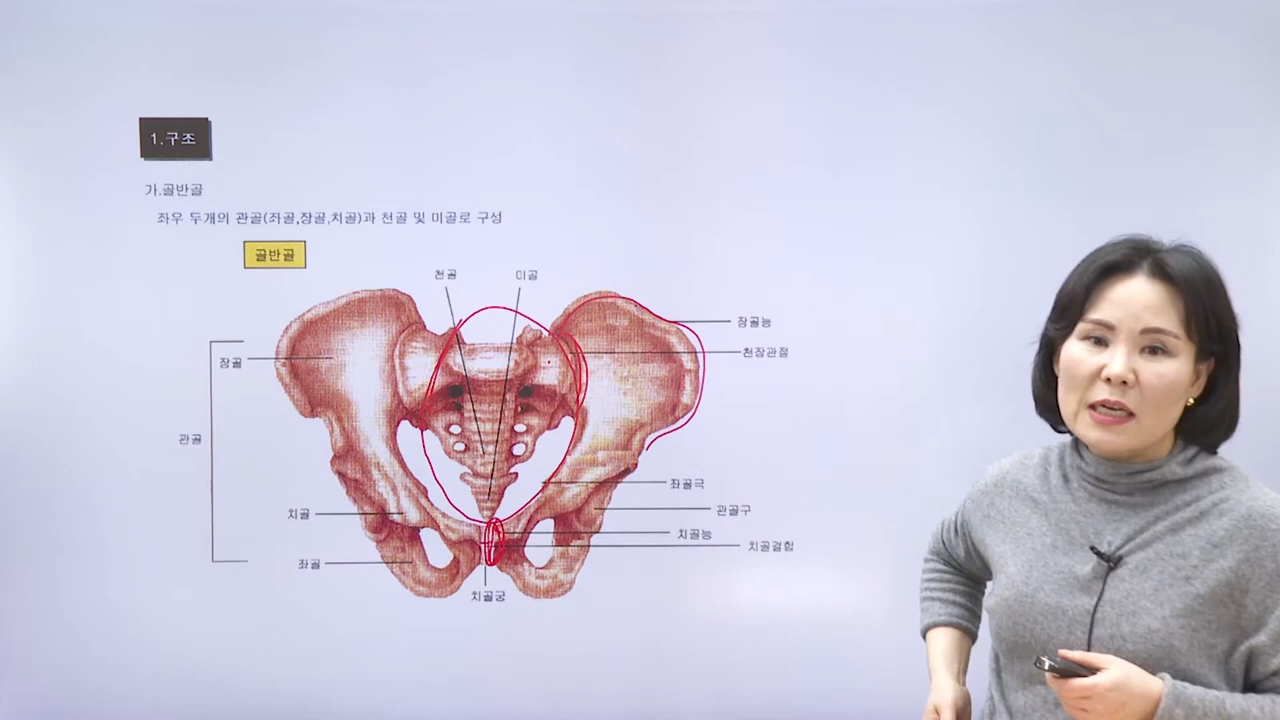 1.구조
가.골반골
좌우 두개의 관골(좌골,장골,치골)과 천골 및 미골로 구성
골반골
천골
미골
장골능
천장관절
장골
관골
좌골극
관골구
치골
치골능
치골결합
좌골
치골궁